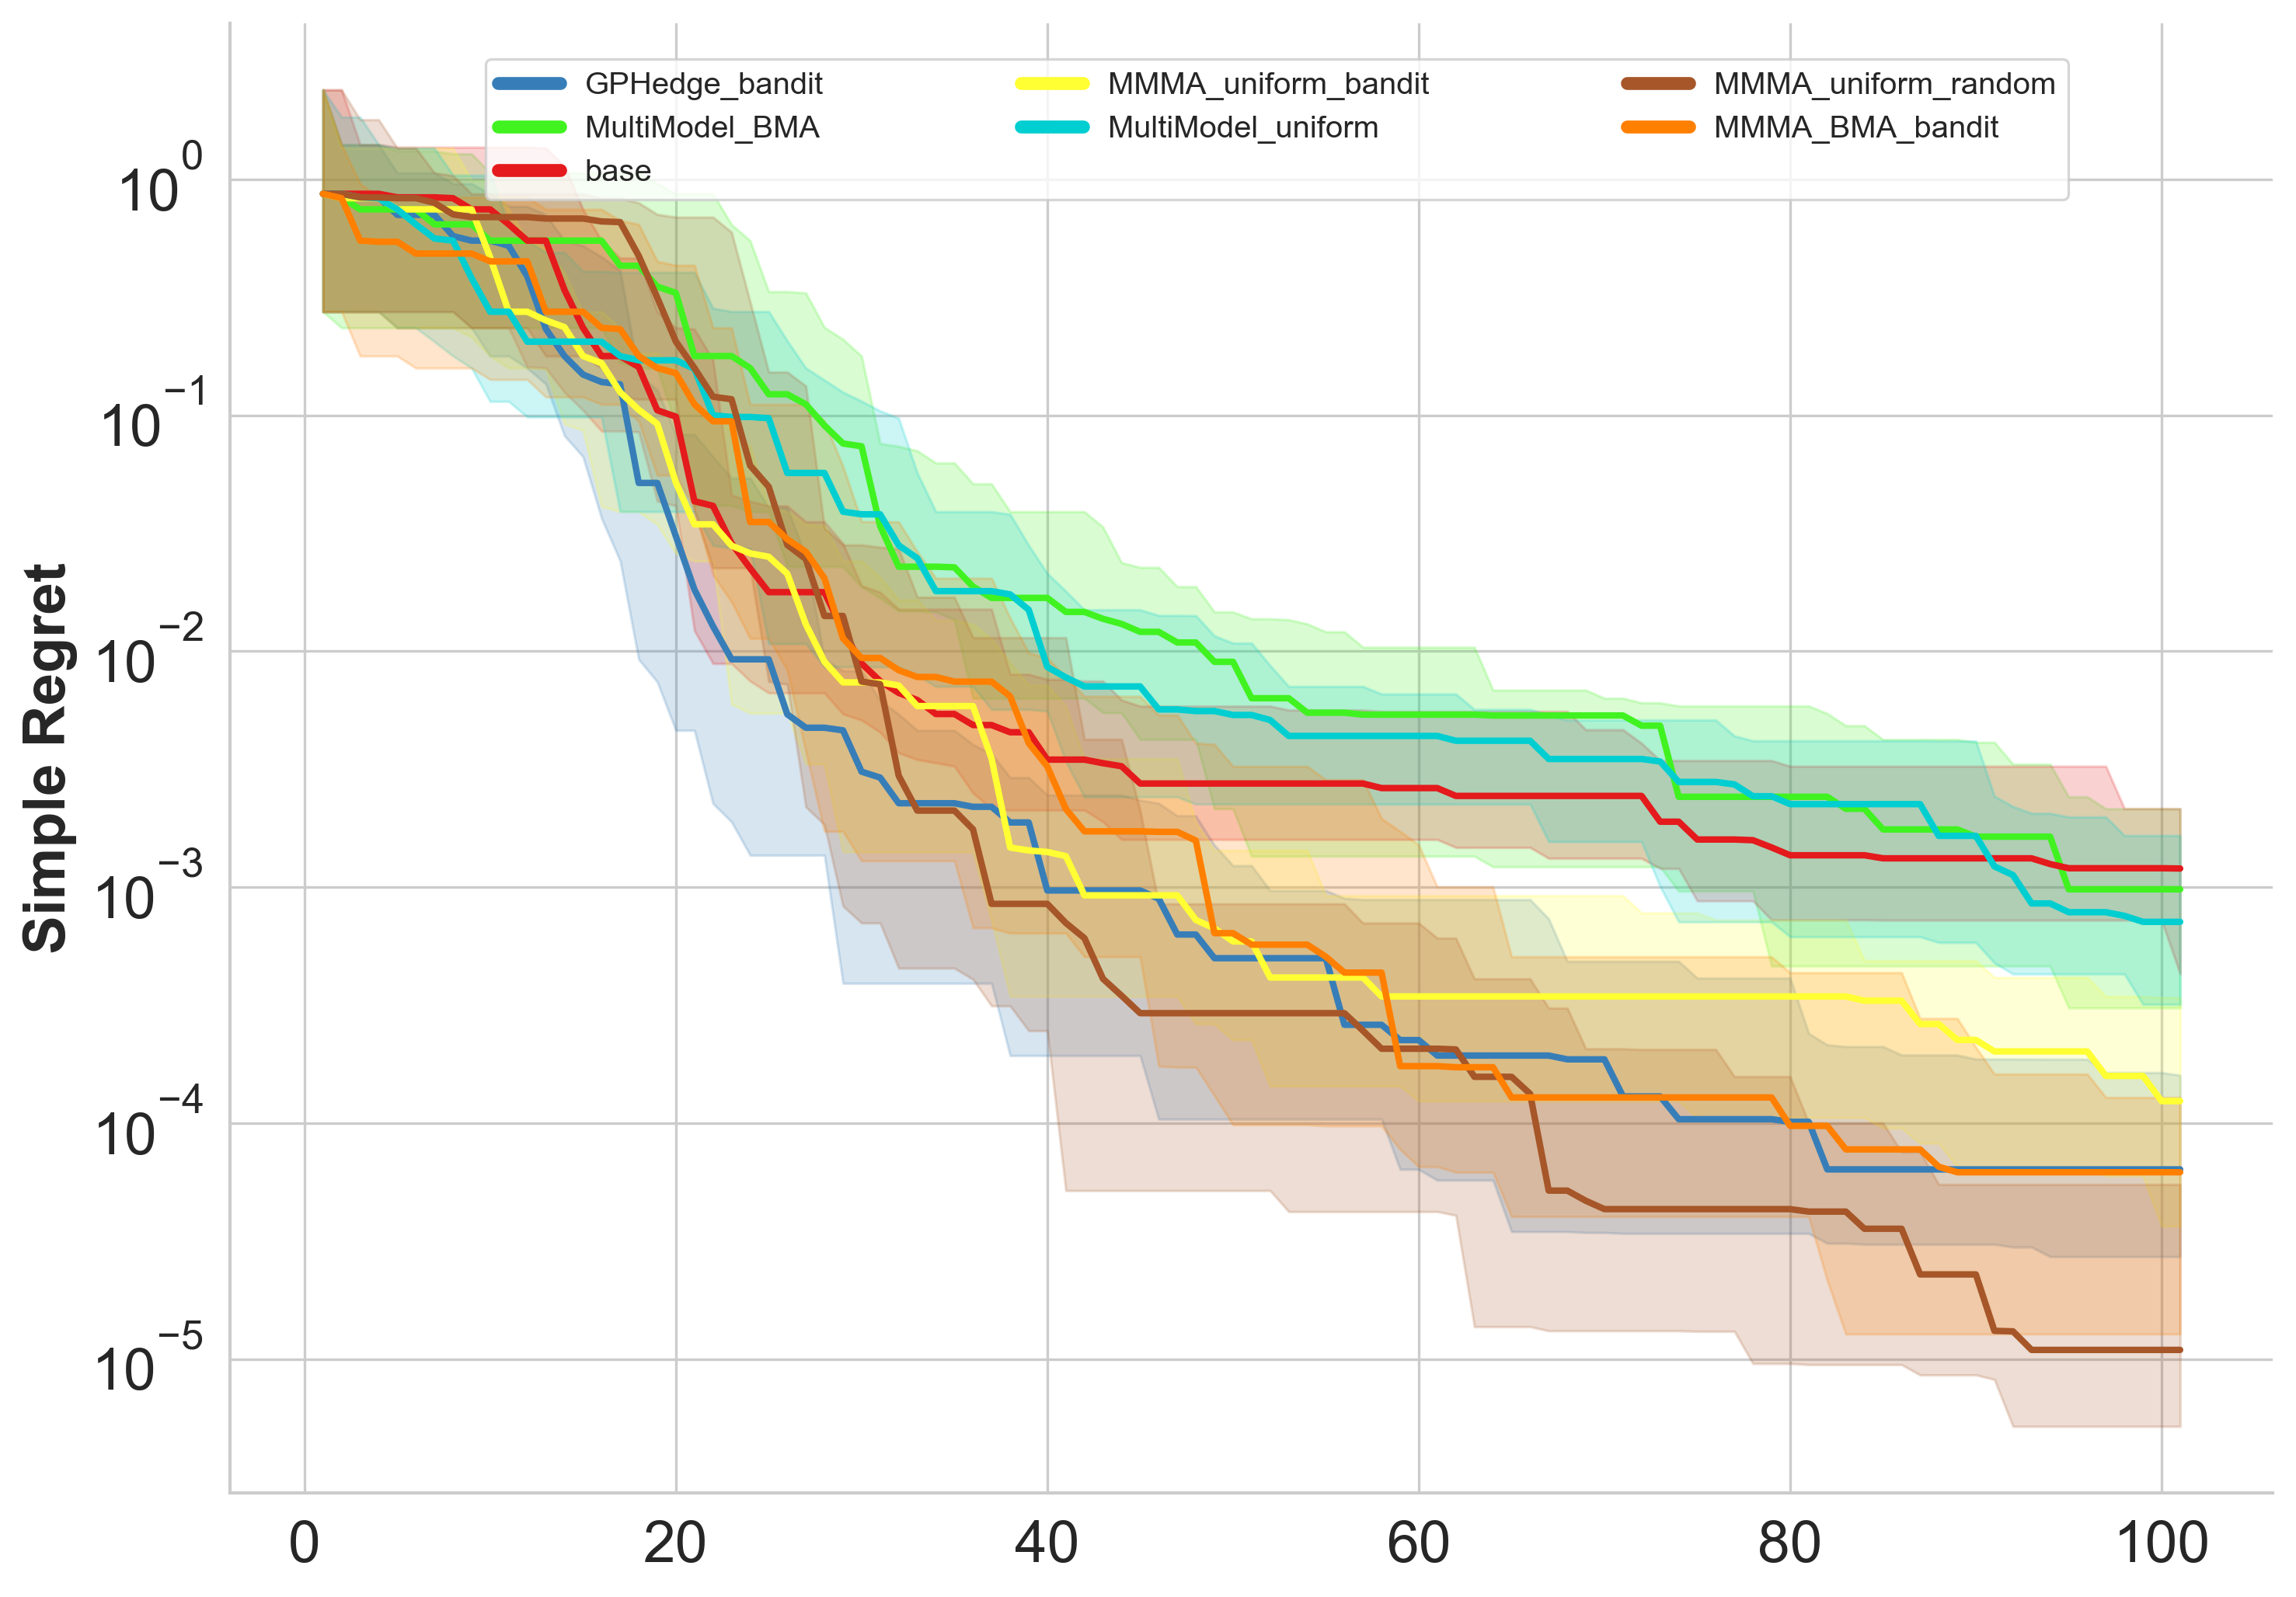 GPHedge_bandit
MultiModel_BMA
base
MMMA_uniform_bandit
MultiModel_uniform
MMMA_uniform_random
MMMA_BMA_bandit
Simple Regret
10^0
10^−1
10^−2
10^−3
10^−4
10^−5
0 20 40 60 80 100